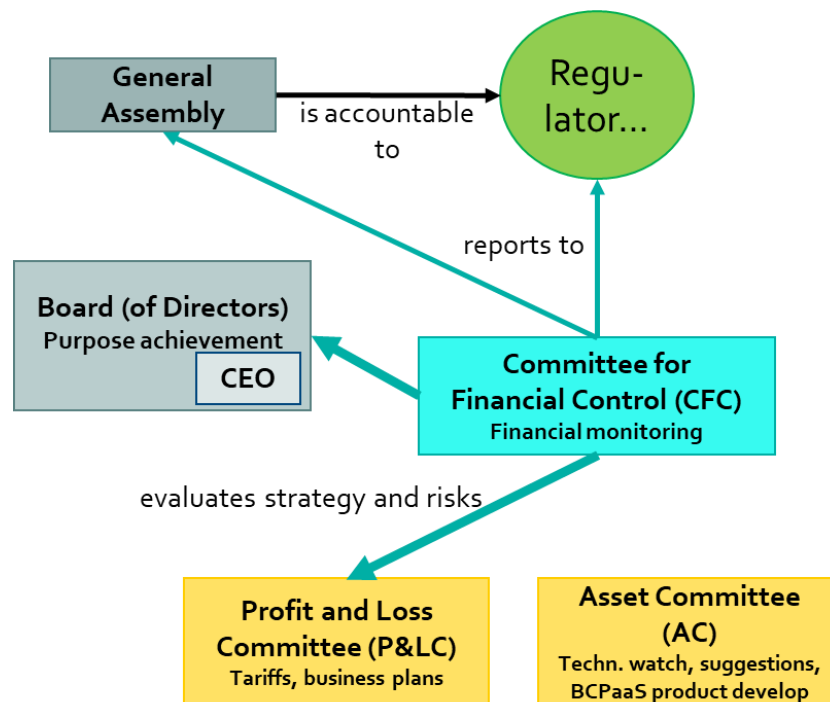 General
Assembly
is accountable
to
Regu-
lator...
reports to
Board (of Directors)
Purpose achievement
CEO
Committee for
Financial Control (CFC)
Financial monitoring
evaluates strategy and risks
Profit and Loss
Committee (P&LC)
Tariffs, business plans
Asset Committee
(AC)
Techn. watch, suggestions,
BCPaaS product develop